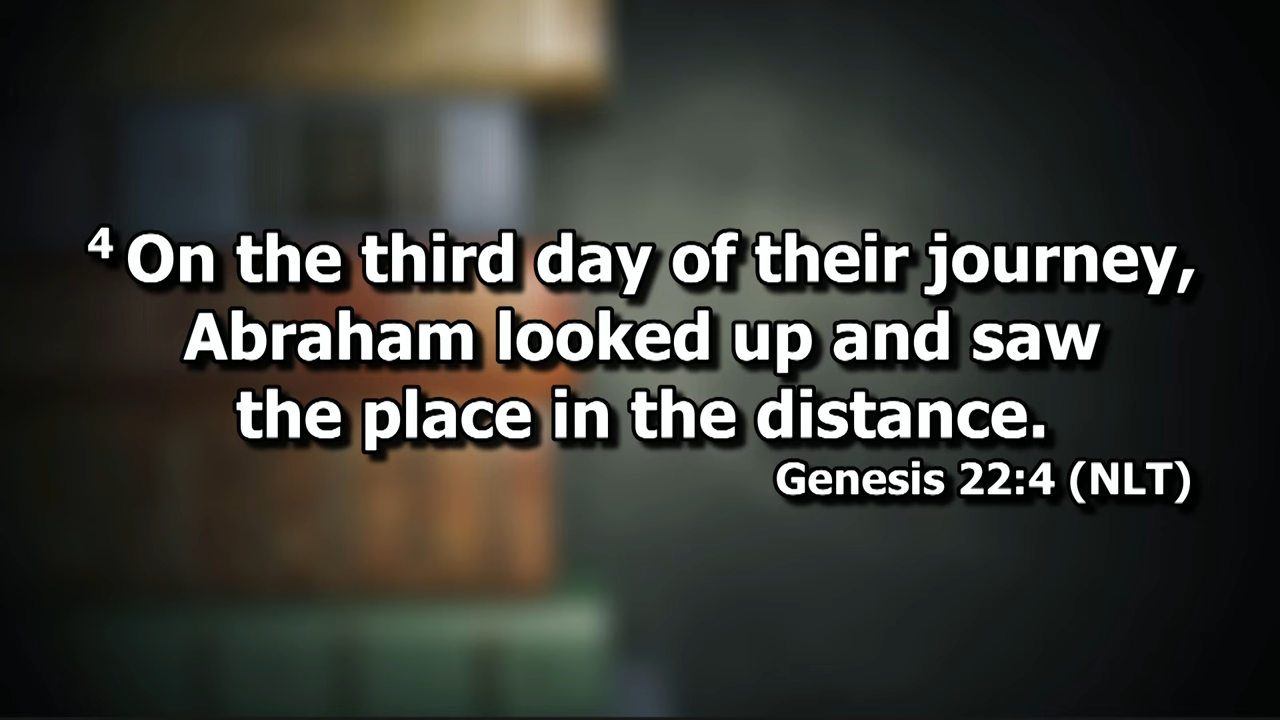 4 On the third day of their journey,
Abraham looked up and saw
the place in the distance.
Genesis 22:4 (NLT)